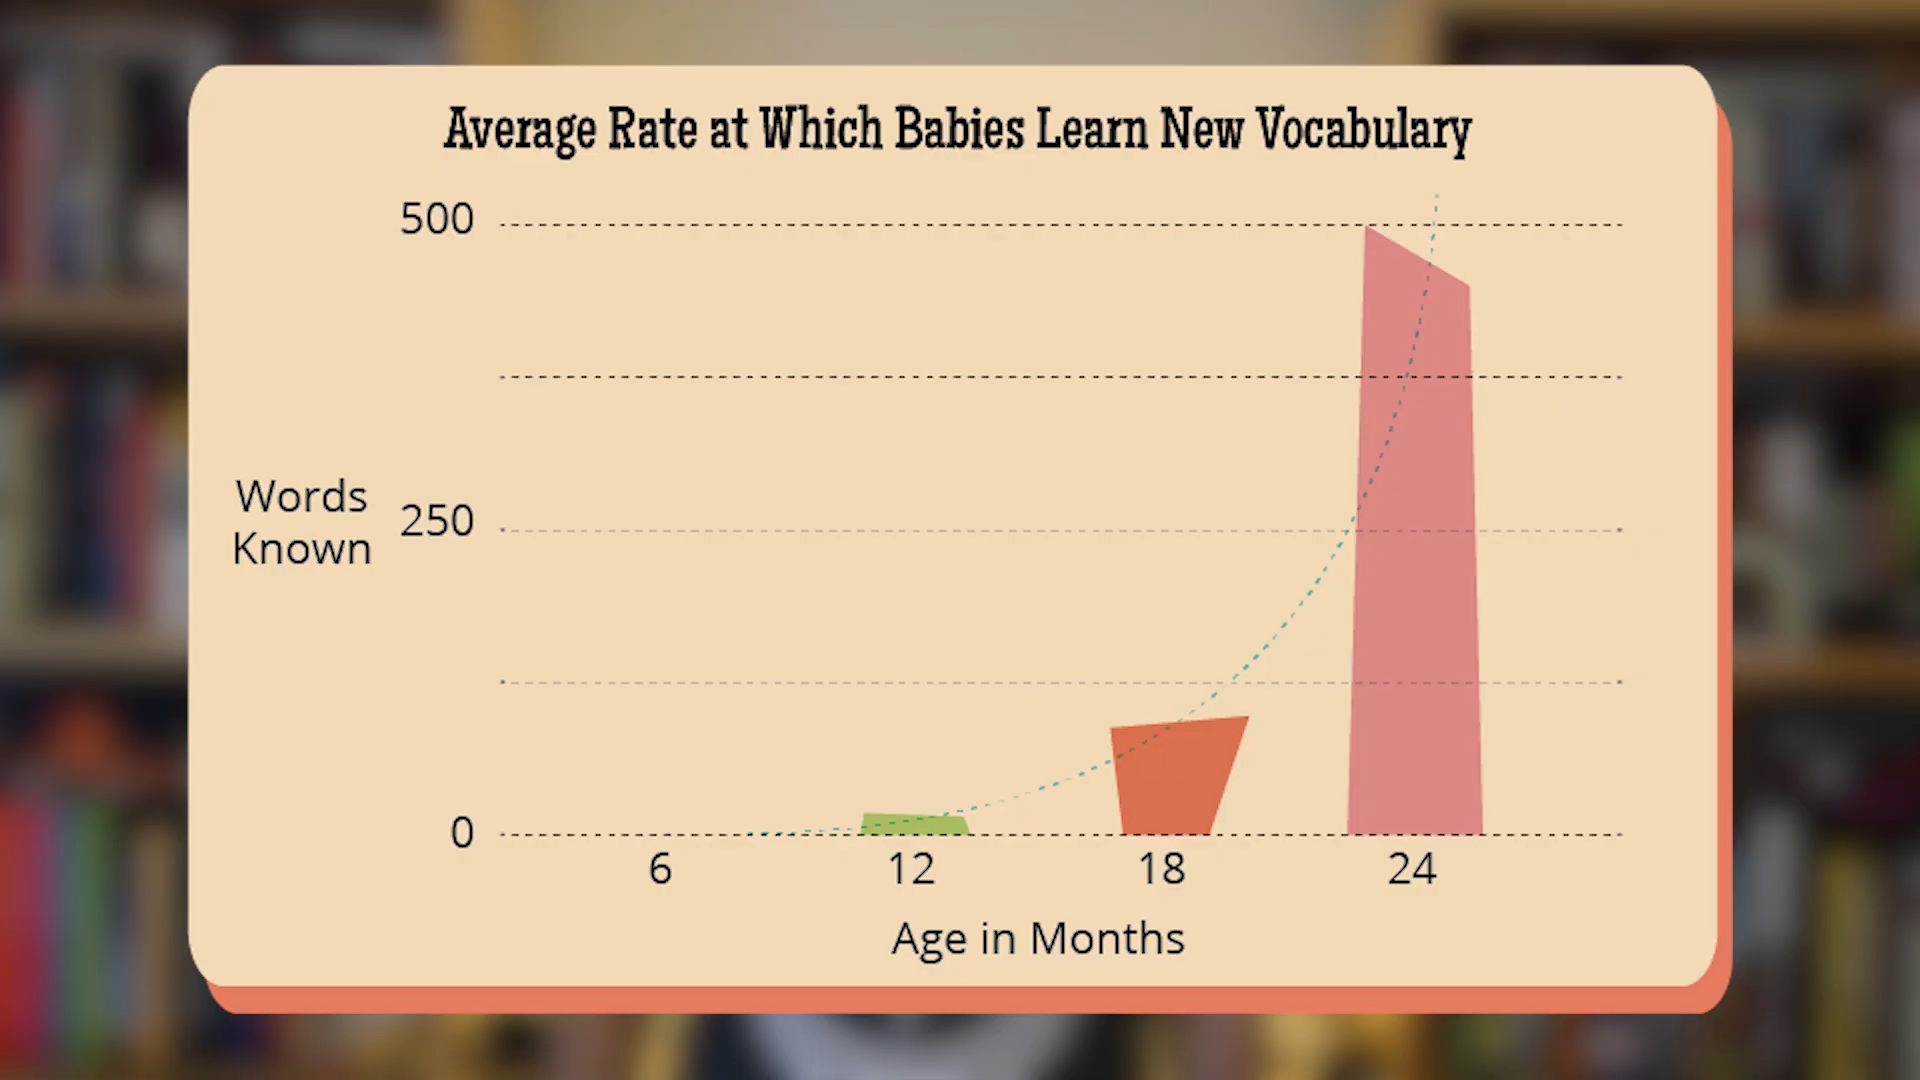 Average Rate at Which Babies Learn New Vocabulary
500
Words
Known
250
0
6 12 18 24
Age in Months